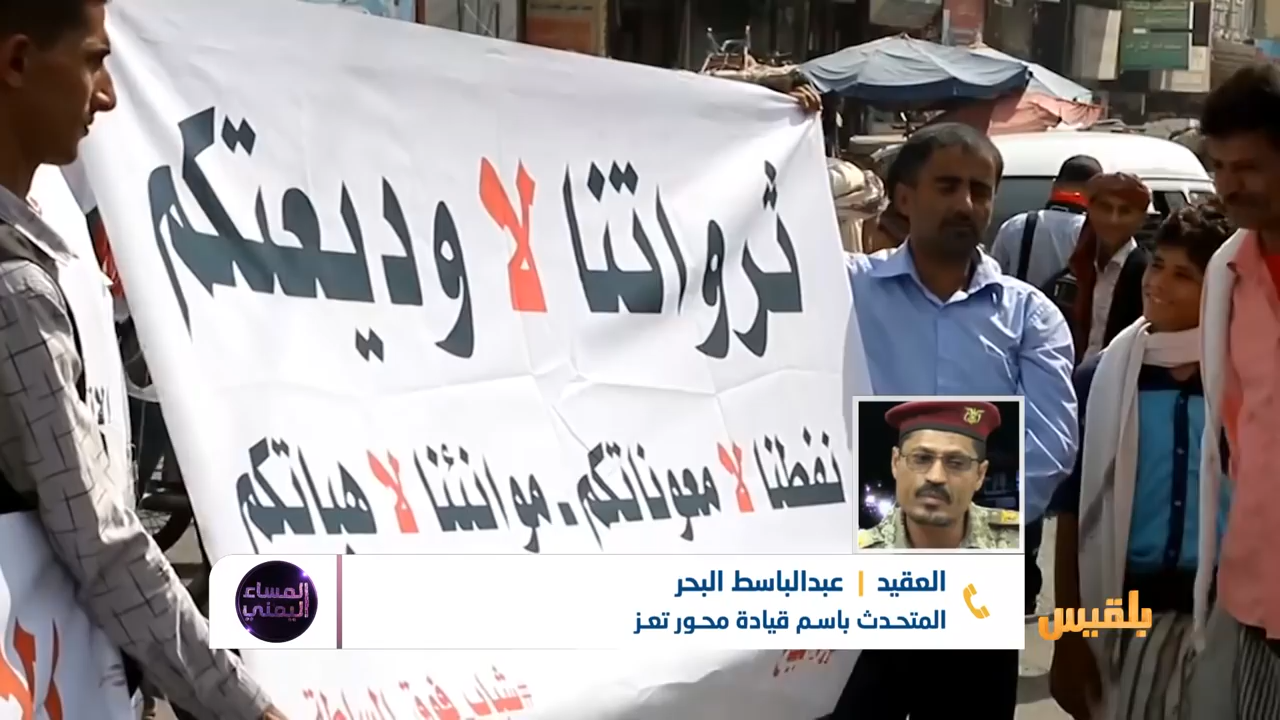 ثرواتنا لا وديعتكم
نفطنا لا معوناتكم - موانئنا لا هباتكم
العقيد | عبدالباسط البحر
المتحدث باسم قيادة محور تعز
المساء اليمني
بلقيس
#شباب_فوق_السلطة